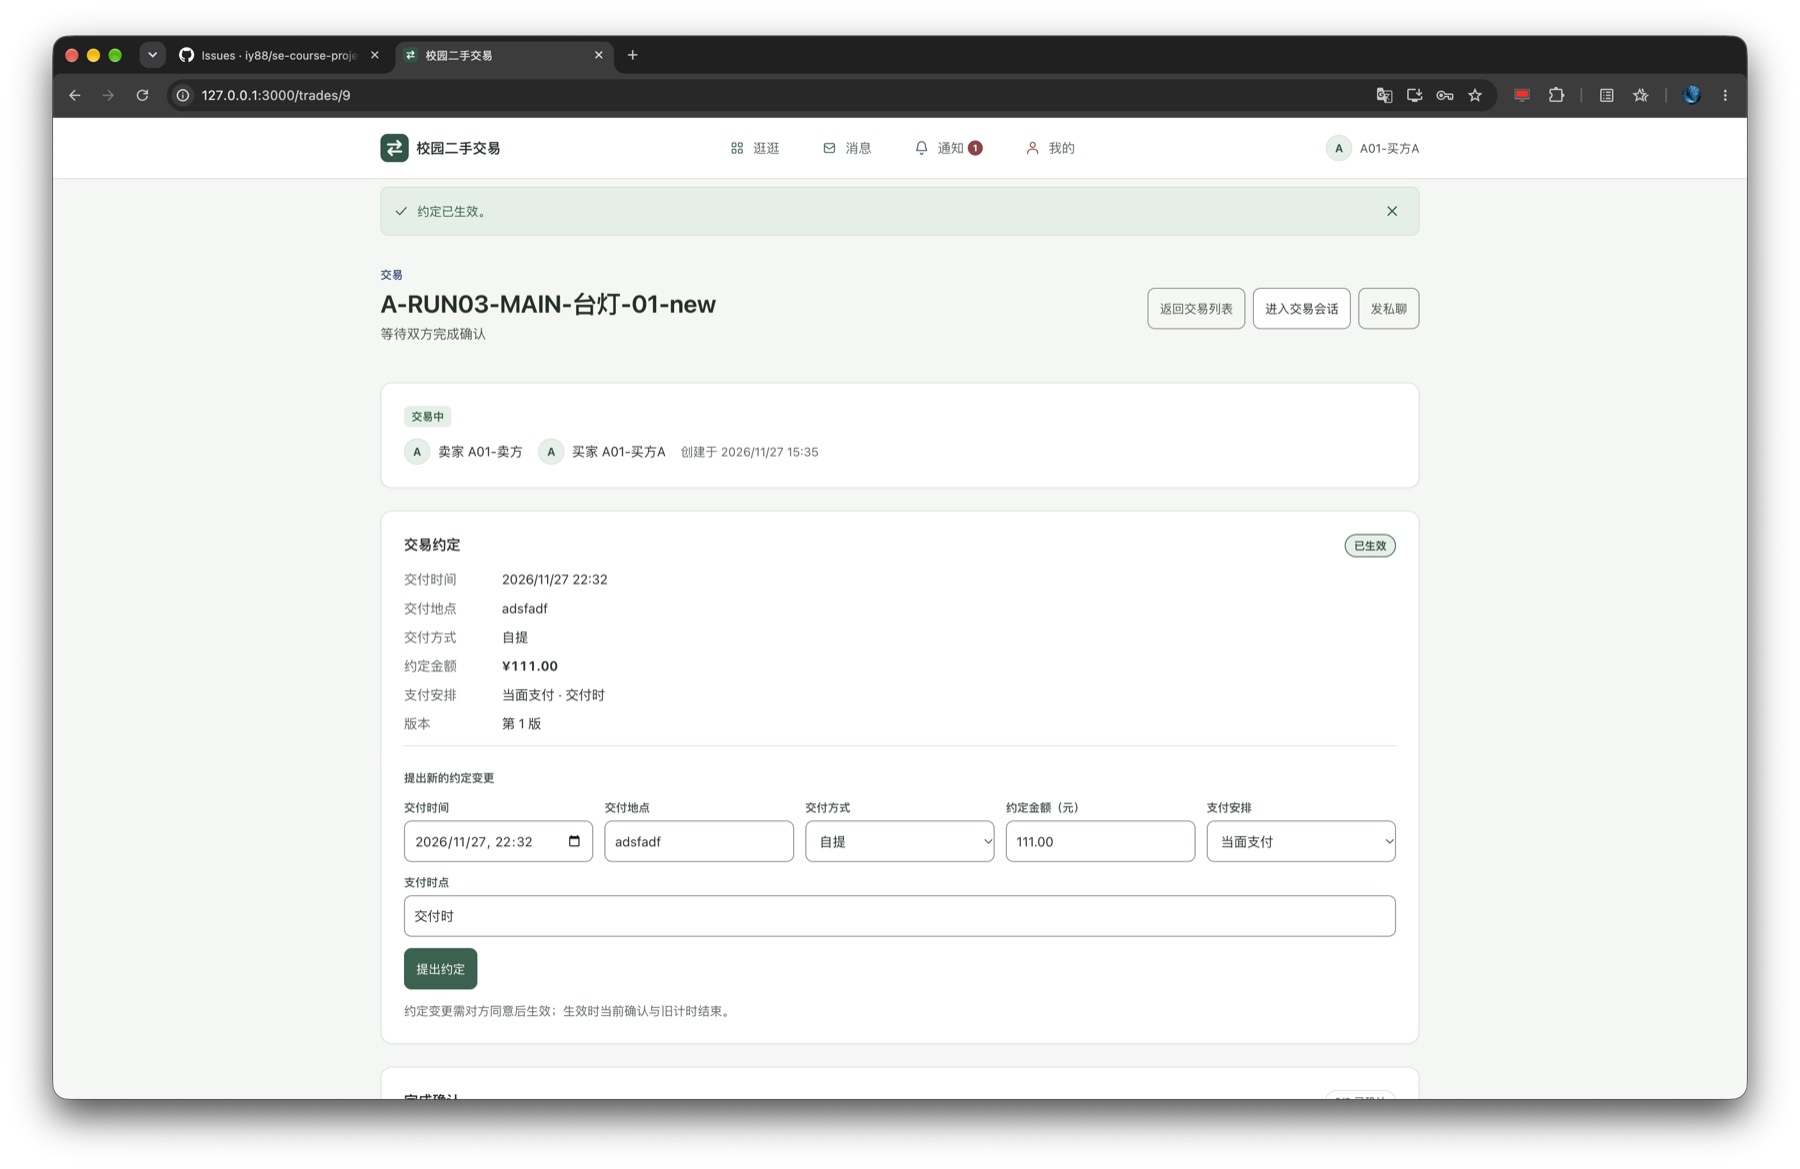 Issues · iy88/se-course-proje
校园二手交易
127.0.0.1:3000/trades/9
校园二手交易
逛逛
消息
通知 1
我的
A A01-买方A
约定已生效。
交易
A-RUN03-MAIN-台灯-01-new
等待双方完成确认
返回交易列表
进入交易会话
发私聊
交易中
A 卖家 A01-卖方 A 买家 A01-买方A 创建于 2026/11/27 15:35
交易约定
已生效
交付时间 2026/11/27 22:32
交付地点 adsfadf
交付方式 自提
约定金额 ¥111.00
支付安排 当面支付 · 交付时
版本 第 1 版
提出新的约定变更
交付时间 交付地点 交付方式 约定金额（元） 支付安排
2026/11/27, 22:32 adsfadf 自提 111.00 当面支付
支付时点
交付时
提出约定
约定变更需对方同意后生效；生效时当前确认与旧计时结束。
完成确认